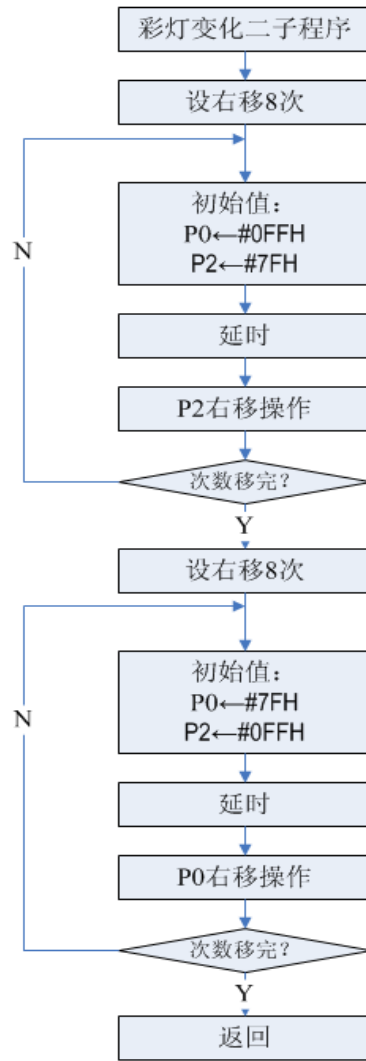 彩灯变化二子程序
设右移8次
初始值：
P0←#0FFH
P2←#7FH
N
延时
P2右移操作
次数移完？
Y
设右移8次
初始值：
P0←#7FH
P2←#0FFH
N
延时
P0右移操作
次数移完？
Y
返回